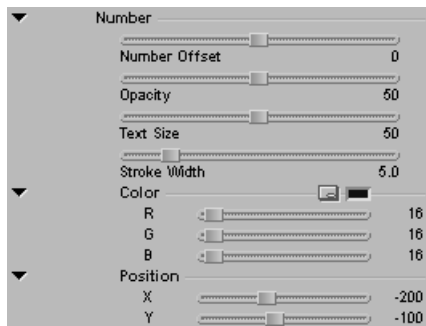 Number
Number Offset 0
Opacity 50
Text Size 50
Stroke Width 5.0
Color
R 16
G 16
B 16
Position
X -200
Y -100